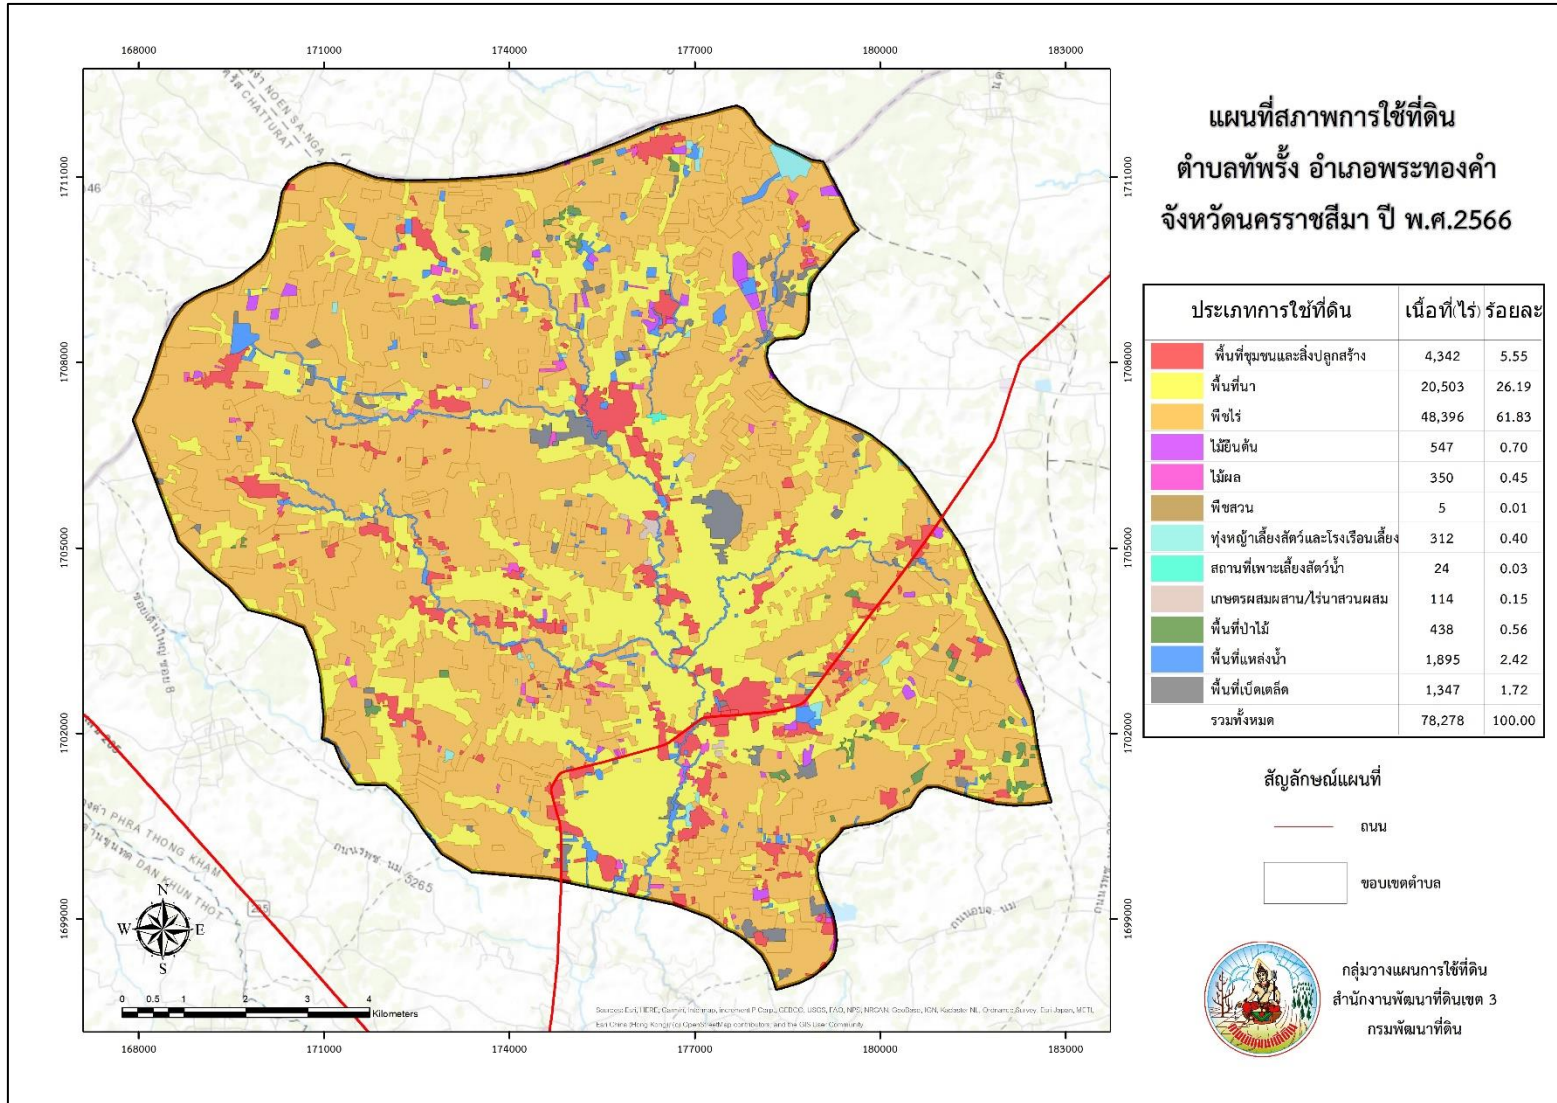 168000 171000 174000 177000 180000 183000
แผนที่สภาพการใช้ที่ดิน
ตำบลทัพรั้ง อำเภอพระทองคำ
จังหวัดนครราชสีมา ปี พ.ศ.2566
NOEN SA-NGA
CHATTURAT
1711000 1711000
1708000 1708000
1705000 1705000
1702000 1702000
1699000 1699000
ประเภทการใช้ที่ดิน เนื้อที่(ไร่) ร้อยละ
พื้นที่ชุมชนและสิ่งปลูกสร้าง 4,342 5.55
พื้นที่นา 20,503 26.19
พืชไร่ 48,396 61.83
ไม้ยืนต้น 547 0.70
ไม้ผล 350 0.45
พืชสวน 5 0.01
ทุ่งหญ้าเลี้ยงสัตว์และโรงเรือนเลี้ยง 312 0.40
สถานที่เพาะเลี้ยงสัตว์น้ำ 24 0.03
เกษตรผสมผสาน/ไร่นาสวนผสม 114 0.15
พื้นที่ป่าไม้ 438 0.56
พื้นที่แหล่งน้ำ 1,895 2.42
พื้นที่เบ็ดเตล็ด 1,347 1.72
รวมทั้งหมด 78,278 100.00
สัญลักษณ์แผนที่
ถนน
ขอบเขตตำบล
PHRA THONG KHAM
DAN KHUN THOT
N
W E
S
0 0.5 1 2 3 4
Kilometers
กลุ่มวางแผนการใช้ที่ดิน
สำนักงานพัฒนาที่ดินเขต 3
กรมพัฒนาที่ดิน
168000 171000 174000 177000 180000 183000